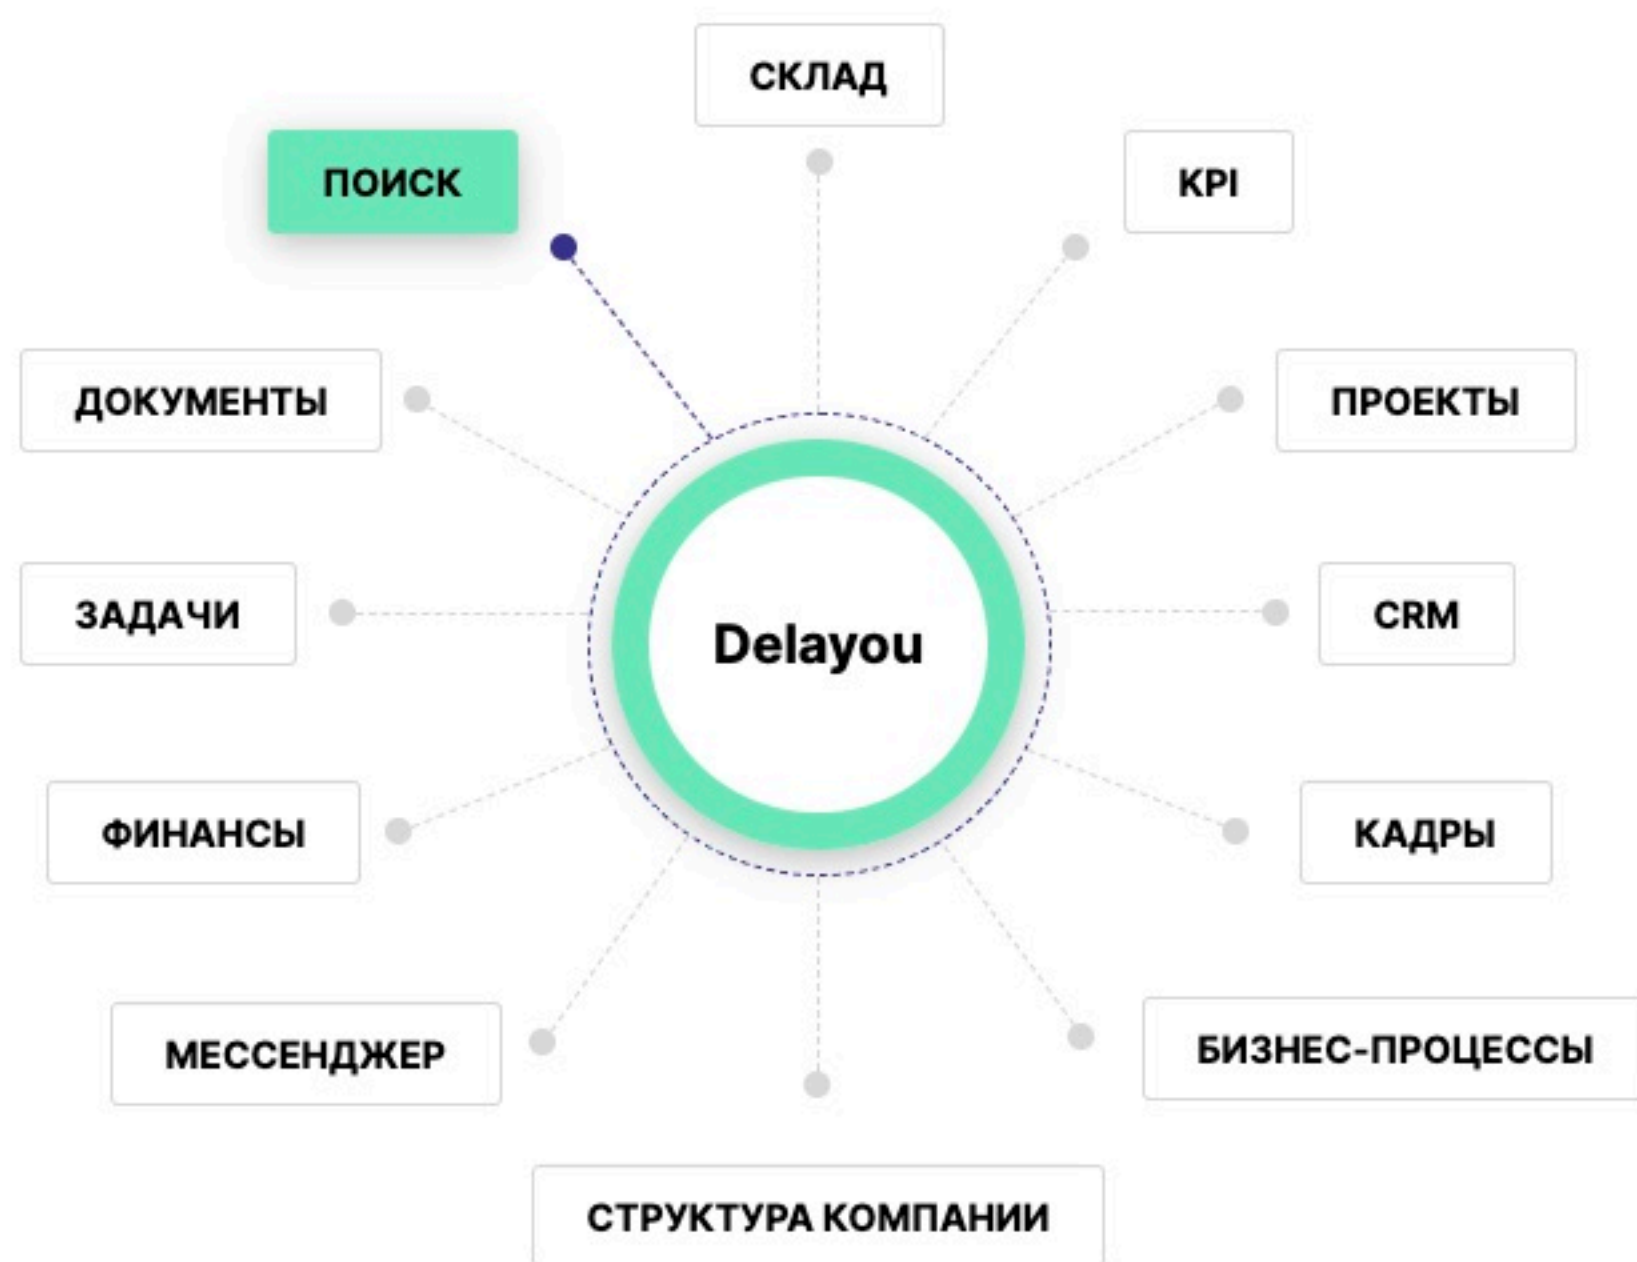 СКЛАД
ПОИСК
KPI
ДОКУМЕНТЫ
ПРОЕКТЫ
ЗАДАЧИ
CRM
Delayou
ФИНАНСЫ
КАДРЫ
МЕССЕНДЖЕР
БИЗНЕС-ПРОЦЕССЫ
СТРУКТУРА КОМПАНИИ